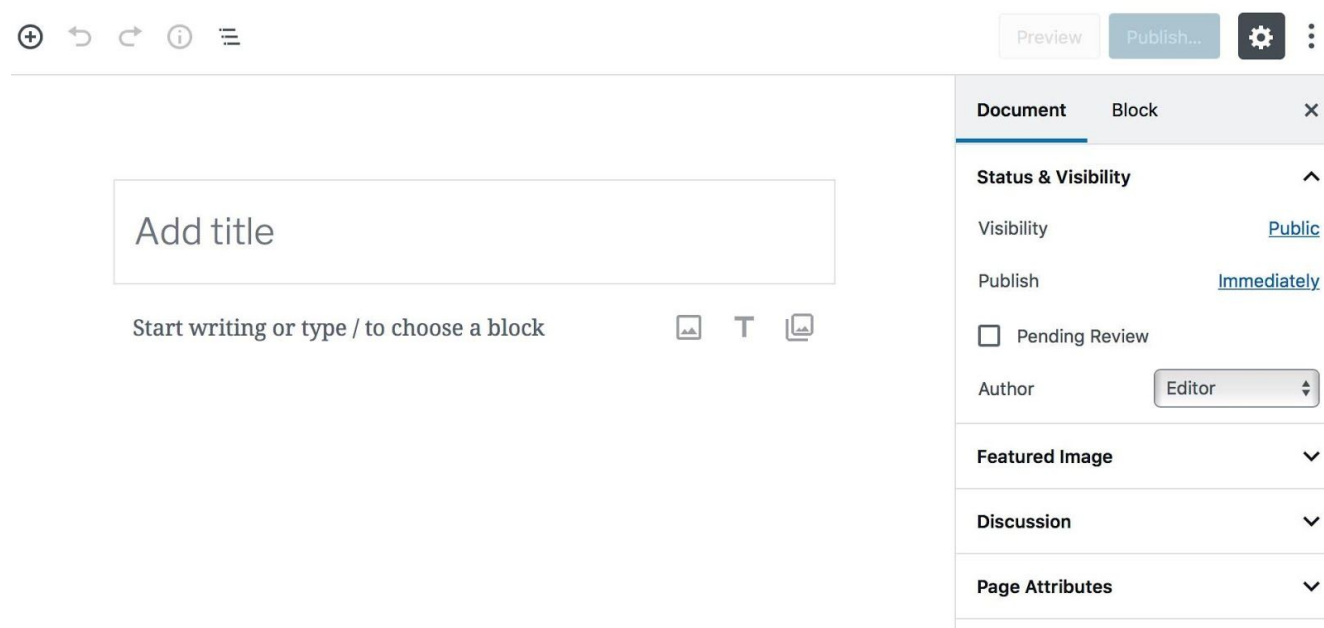 Preview Publish...
Document Block
Status & Visibility
Add title
Visibility Public
Publish Immediately
Start writing or type / to choose a block
Pending Review
Author Editor
Featured Image
Discussion
Page Attributes